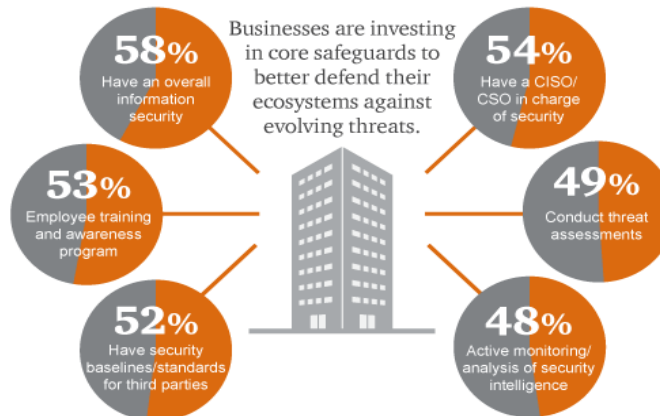 Businesses are investing
in core safeguards to
better defend their
ecosystems against
evolving threats.
58%
Have an overall
information
security
54%
Have a CISO/
CSO in charge
of security
53%
Employee training
and awareness
program
49%
Conduct threat
assessments
52%
Have security
baselines/standards
for third parties
48%
Active monitoring/
analysis of security
intelligence